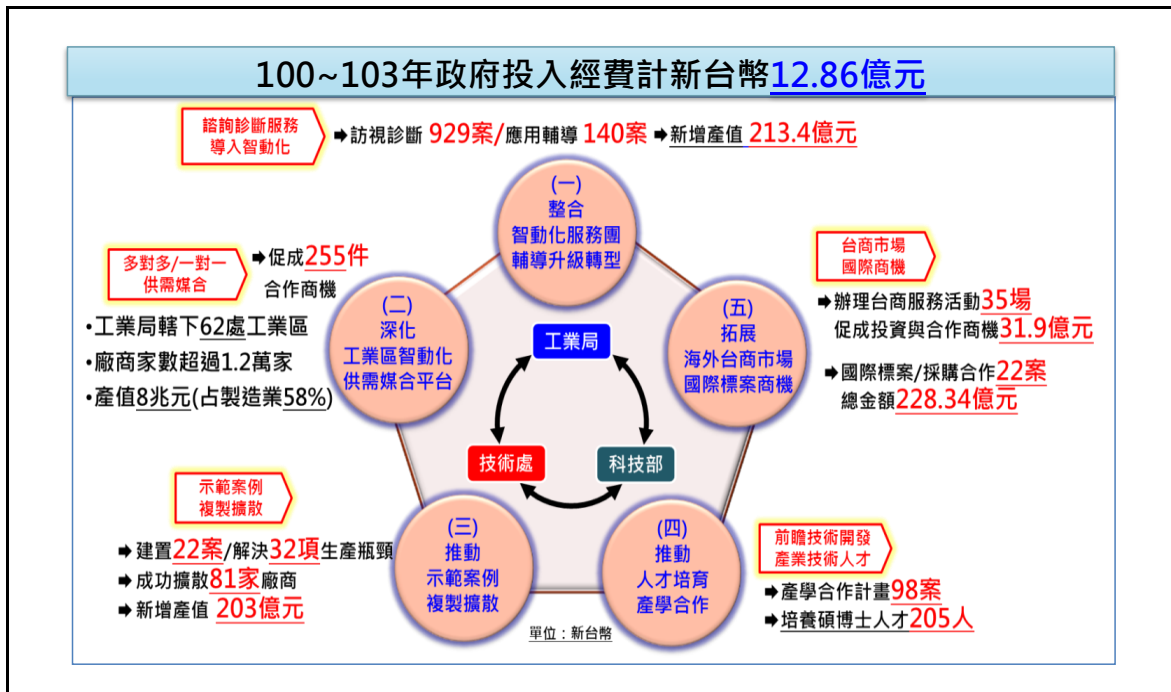 100~103年政府投入經費計新台幣12.86億元
諮詢診斷服務
導入智動化
➡訪視診斷 929案/應用輔導 140案 ➡新增產值 213.4億元
(一)
整合
智動化服務團
輔導升級轉型
多對多/一對一
供需媒合
➡促成255件
合作商機
•工業局轄下62處工業區
•廠商家數超過1.2萬家
•產值8兆元(占製造業58%)
(二)
深化
工業區智動化
供需媒合平台
工業局
技術處
科技部
(五)
拓展
海外台商市場
國際標案商機
台商市場
國際商機
➡辦理台商服務活動35場
促成投資與合作商機31.9億元
➡國際標案/採購合作22案
總金額228.34億元
示範案例
複製擴散
➡建置22案/解決32項生產瓶頸
➡成功擴散81家廠商
➡新增產值 203億元
(三)
推動
示範案例
複製擴散
(四)
推動
人才培育
產學合作
前瞻技術開發
產業技術人才
➡產學合作計畫98案
➡培養碩博士人才205人
單位：新台幣